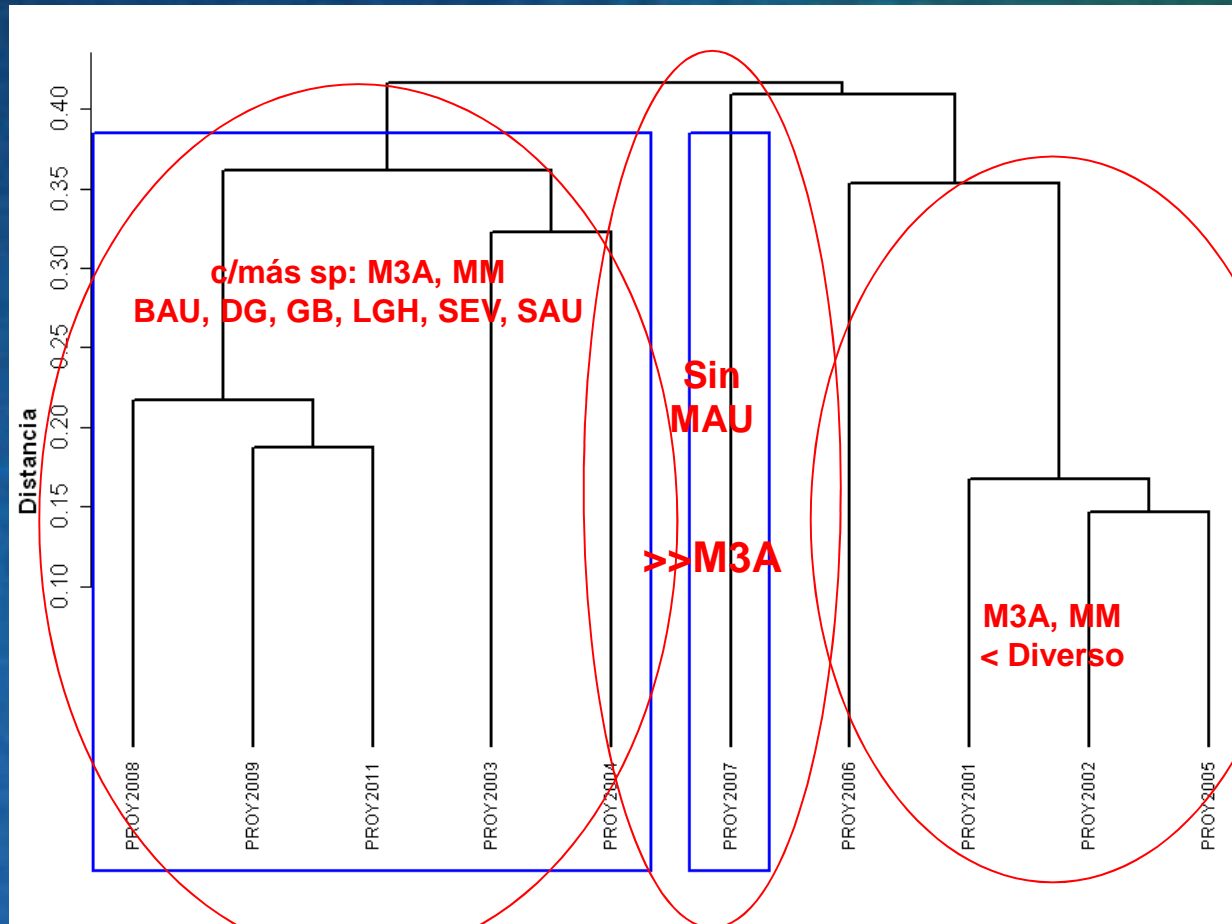 Distancia
0.40
0.35
0.30
0.25
0.20
0.15
0.10
c/más sp: M3A, MM
BAU, DG, GB, LGH, SEV, SAU
Sin
MAU
>>M3A
M3A, MM
< Diverso
PROY2008
PROY2009
PROY2011
PROY2003
PROY2004
PROY2007
PROY2006
PROY2001
PROY2002
PROY2005